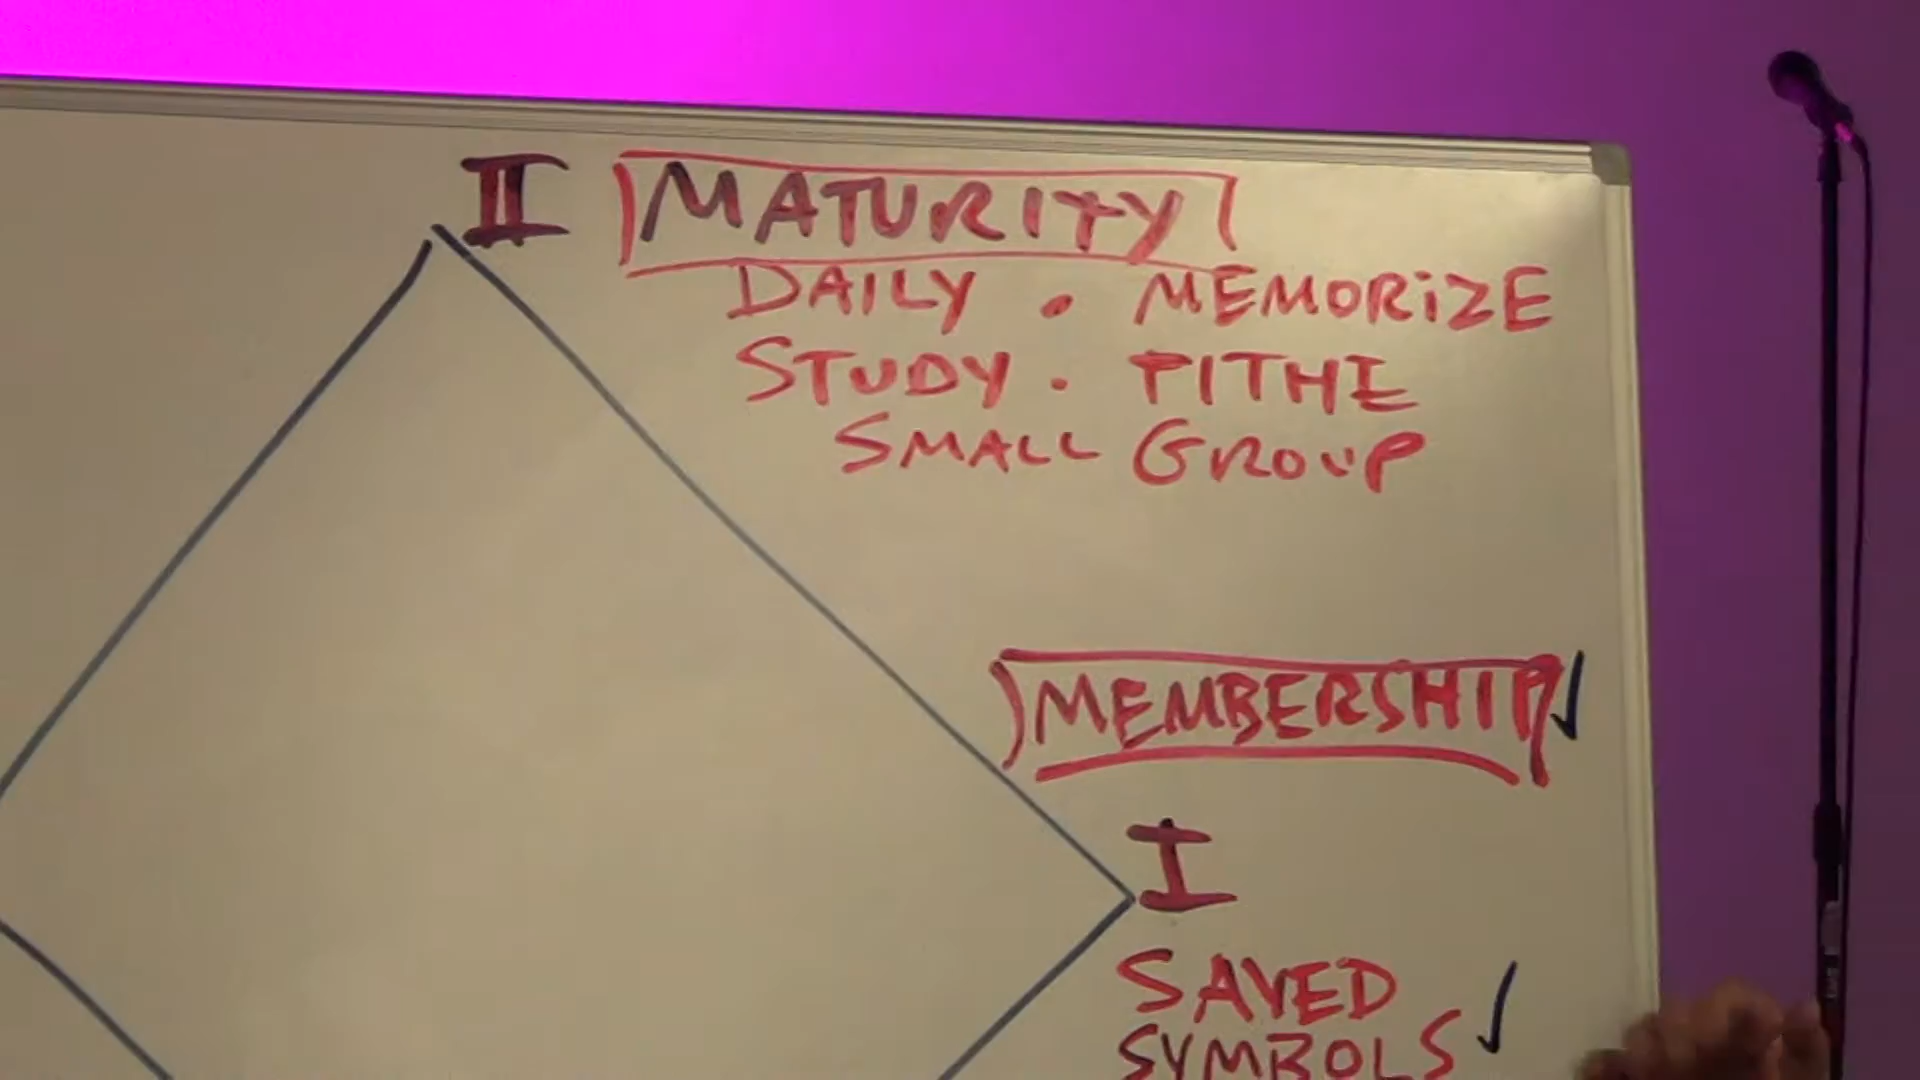 II MATURITY
DAILY . MEMORIZE
STUDY . TITHE
SMALL GROUP
MEMBERSHIP
I
SAVED
SYMBOLS